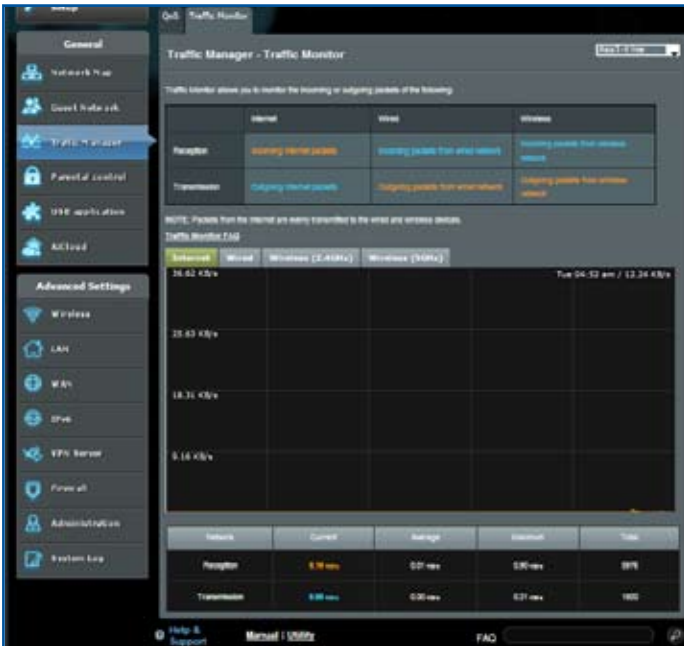 Setup
QoS Traffic Monitor
General
Network Map
Guest Network
Traffic Manager
Parental control
USB application
AiCloud
Advanced Settings
Wireless
LAN
WAN
IPv6
VPN Server
Firewall
Administration
System Log
Traffic Manager - Traffic Monitor
Real-time
Traffic Monitor allows you to monitor the incoming or outgoing packets of the following:
Internet Wired Wireless
Reception Incoming Internet packets Incoming packets from wired network Incoming packets from wireless network
Transmission Outgoing Internet packets Outgoing packets from wired network Outgoing packets from wireless network
NOTE: Packets from the Internet are evenly transmitted to the wired and wireless devices.
Traffic Monitor FAQ
Internet Wired Wireless (2.4GHz) Wireless (5GHz)
36.62 KB/s
Tue 04:53 am /
18.31 KB/s
9.16 KB/s
Network Current Average Maximum Total
Reception
Transmission
Help & Support Manual | Utility FAQ